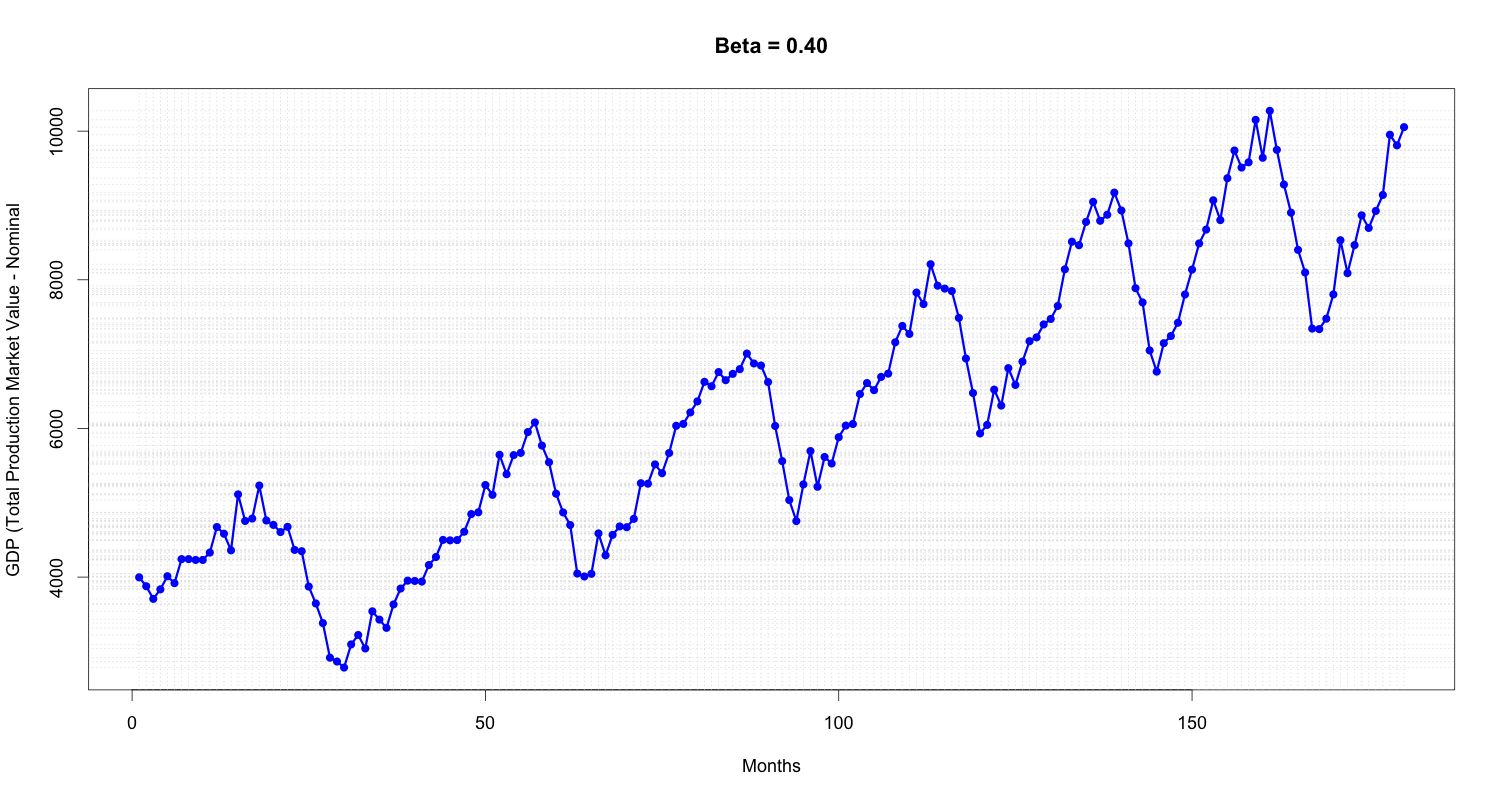 Beta = 0.40
GDP (Total Production Market Value - Nominal
10000
8000
6000
4000
0 50 100 150
Months